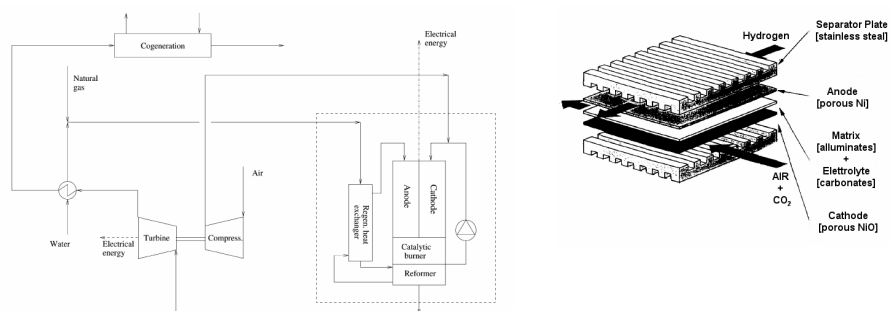 Cogeneration
Natural
gas
Water
Electrical
energy
Turbine
Compress.
Air
Electrical
energy
Regen. heat
exchanger
Anode
Cathode
Catalytic
burner
Reformer
Hydrogen
Separator Plate
[stainless steal]
Anode
[porous Ni]
Matrix
[alluminates]
+
Elettrolyte
[carbonates]
AIR
+
CO₂
Cathode
[porous NiO]